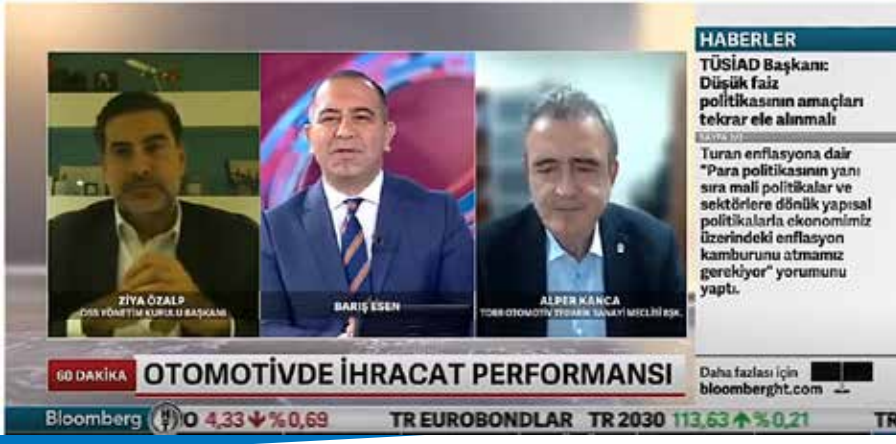 HABERLER
TÜSİAD Başkanı:
Düşük faiz
politikasının amaçları
tekrar ele alınmalı
Turan enflasyona dair
"Para politikasının yanı
sıra mali politikalar ve
sektörlere dönük yapısal
politikalarla ekonomimiz
üzerindeki enflasyon
kamburunu atmamız
gerekiyor" yorumunu
yaptı.
ZİYA ÖZALP
OSS YÖNETİM KURULU BAŞKANI
BARIŞ ESEN
ALPER KANCA
TOBB OTOMOTİV TEDARİK SANAYİ MECLİSİ BŞK.
60 DAKİKA
OTOMOTİVDE İHRACAT PERFORMANSI
Daha fazlası için
bloomberght.com
Bloomberg HT O 4,33 %0,69 TR EUROBONDLAR TR 2030 113,63 %0,21 TR